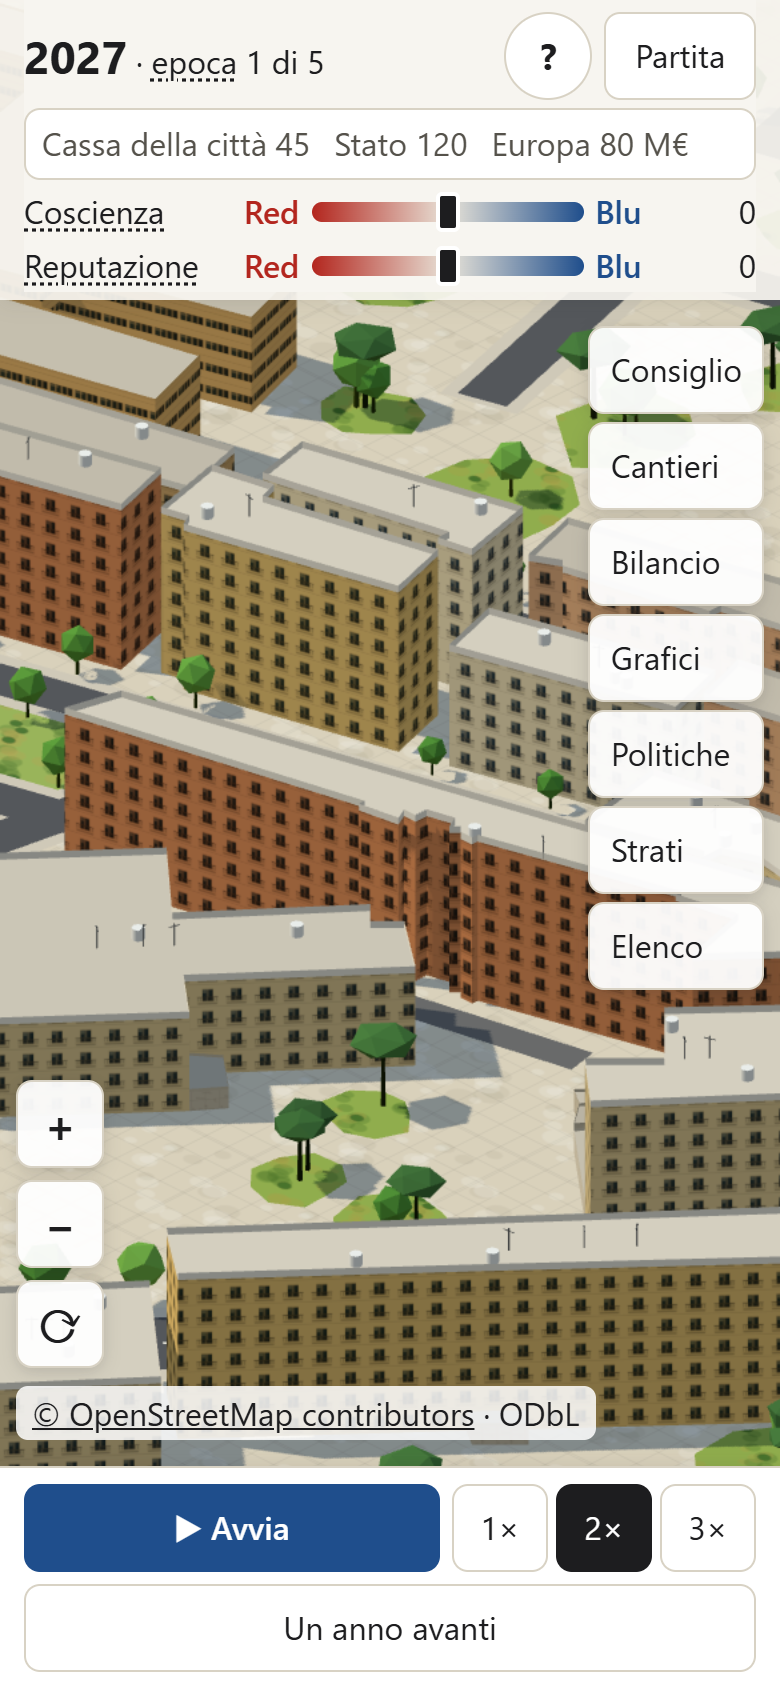 2027 · epoca 1 di 5
?
Partita
Cassa della città 45 Stato 120 Europa 80 M€
Coscienza Red Blu 0
Reputazione Red Blu 0
Consiglio
Cantieri
Bilancio
Grafici
Politiche
Strati
Elenco
+
−
© OpenStreetMap contributors · ODbL
▶ Avvia 1× 2× 3×
Un anno avanti